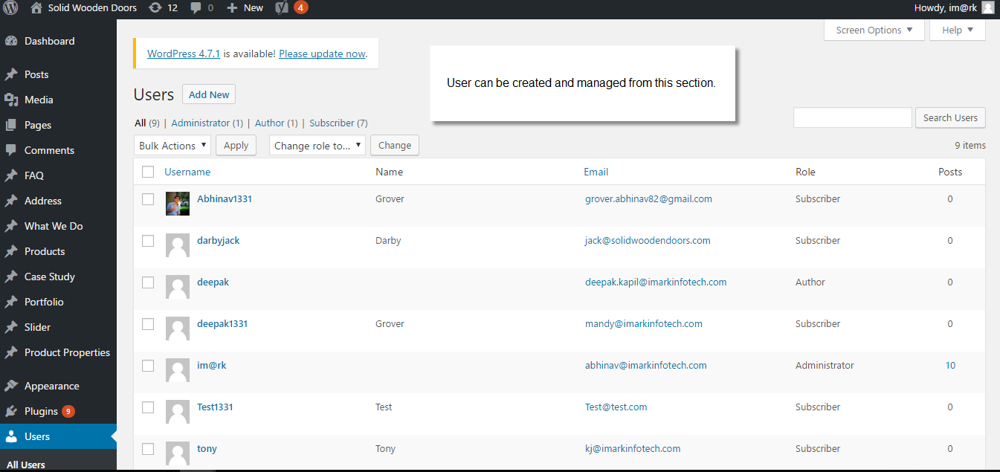 Solid Wooden Doors 12 0 New 4 Howdy, im@rk
Screen Options Help
Dashboard
Posts
Media
Pages
Comments
FAQ
Address
What We Do
Products
Case Study
Portfolio
Slider
Product Properties
Appearance
Plugins 9
Users
All Users
WordPress 4.7.1 is available! Please update now.
User can be created and managed from this section.
Users Add New
All (9) | Administrator (1) | Author (1) | Subscriber (7)
Search Users
Bulk Actions Apply Change role to... Change 9 items
Username Name Email Role Posts
Abhinav1331 Grover grover.abhinav82@gmail.com Subscriber 0
darbyjack Darby jack@solidwoodendoors.com Subscriber 0
deepak deepak.kapil@imarkinfotech.com Author 0
deepak1331 Grover mandy@imarkinfotech.com Subscriber 0
im@rk abhinav@imarkinfotech.com Administrator 10
Test1331 Test Test@test.com Subscriber 0
tony Tony kj@imarkinfotech.com Subscriber 0